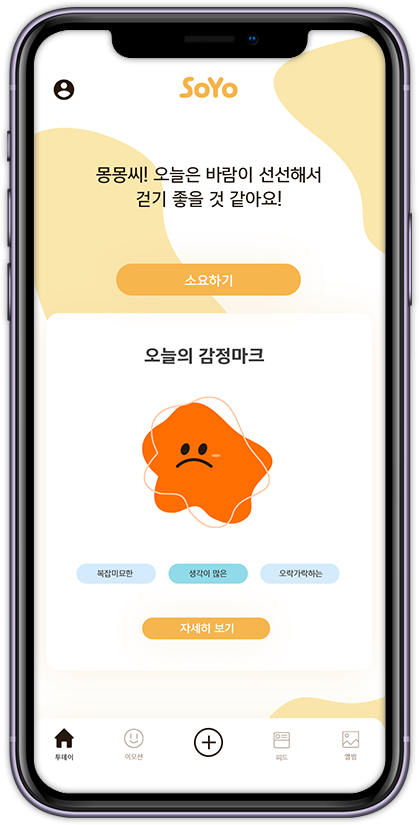 SoYo
몽몽씨! 오늘은 바람이 선선해서
걷기 좋을 것 같아요!
소요하기
오늘의 감정마크
복잡미묘한
생각이 많은
오락가락하는
자세히 보기
투데이
이모션
피드
앨범